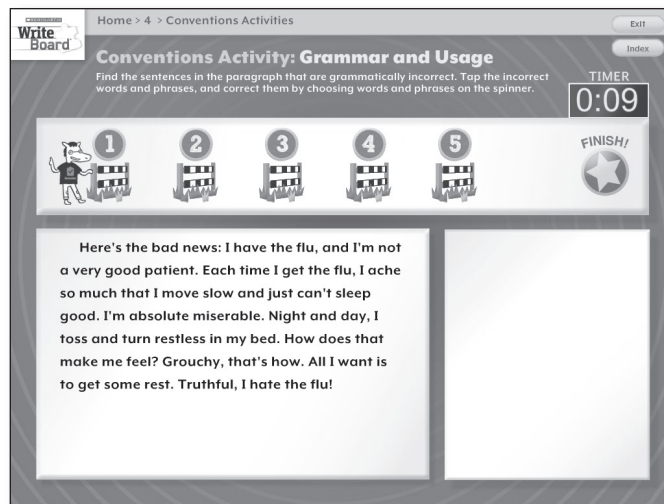 SCHOLASTIC
Write
Board
Home > 4 > Conventions Activities
Exit
Index
Conventions Activity: Grammar and Usage
Find the sentences in the paragraph that are grammatically incorrect. Tap the incorrect
words and phrases, and correct them by choosing words and phrases on the spinner.
TIMER
0:09
1 2 3 4 5
FINISH!
Here's the bad news: I have the flu, and I'm not
a very good patient. Each time I get the flu, I ache
so much that I move slow and just can't sleep
good. I'm absolute miserable. Night and day, I
toss and turn restless in my bed. How does that
make me feel? Grouchy, that's how. All I want is
to get some rest. Truthful, I hate the flu!